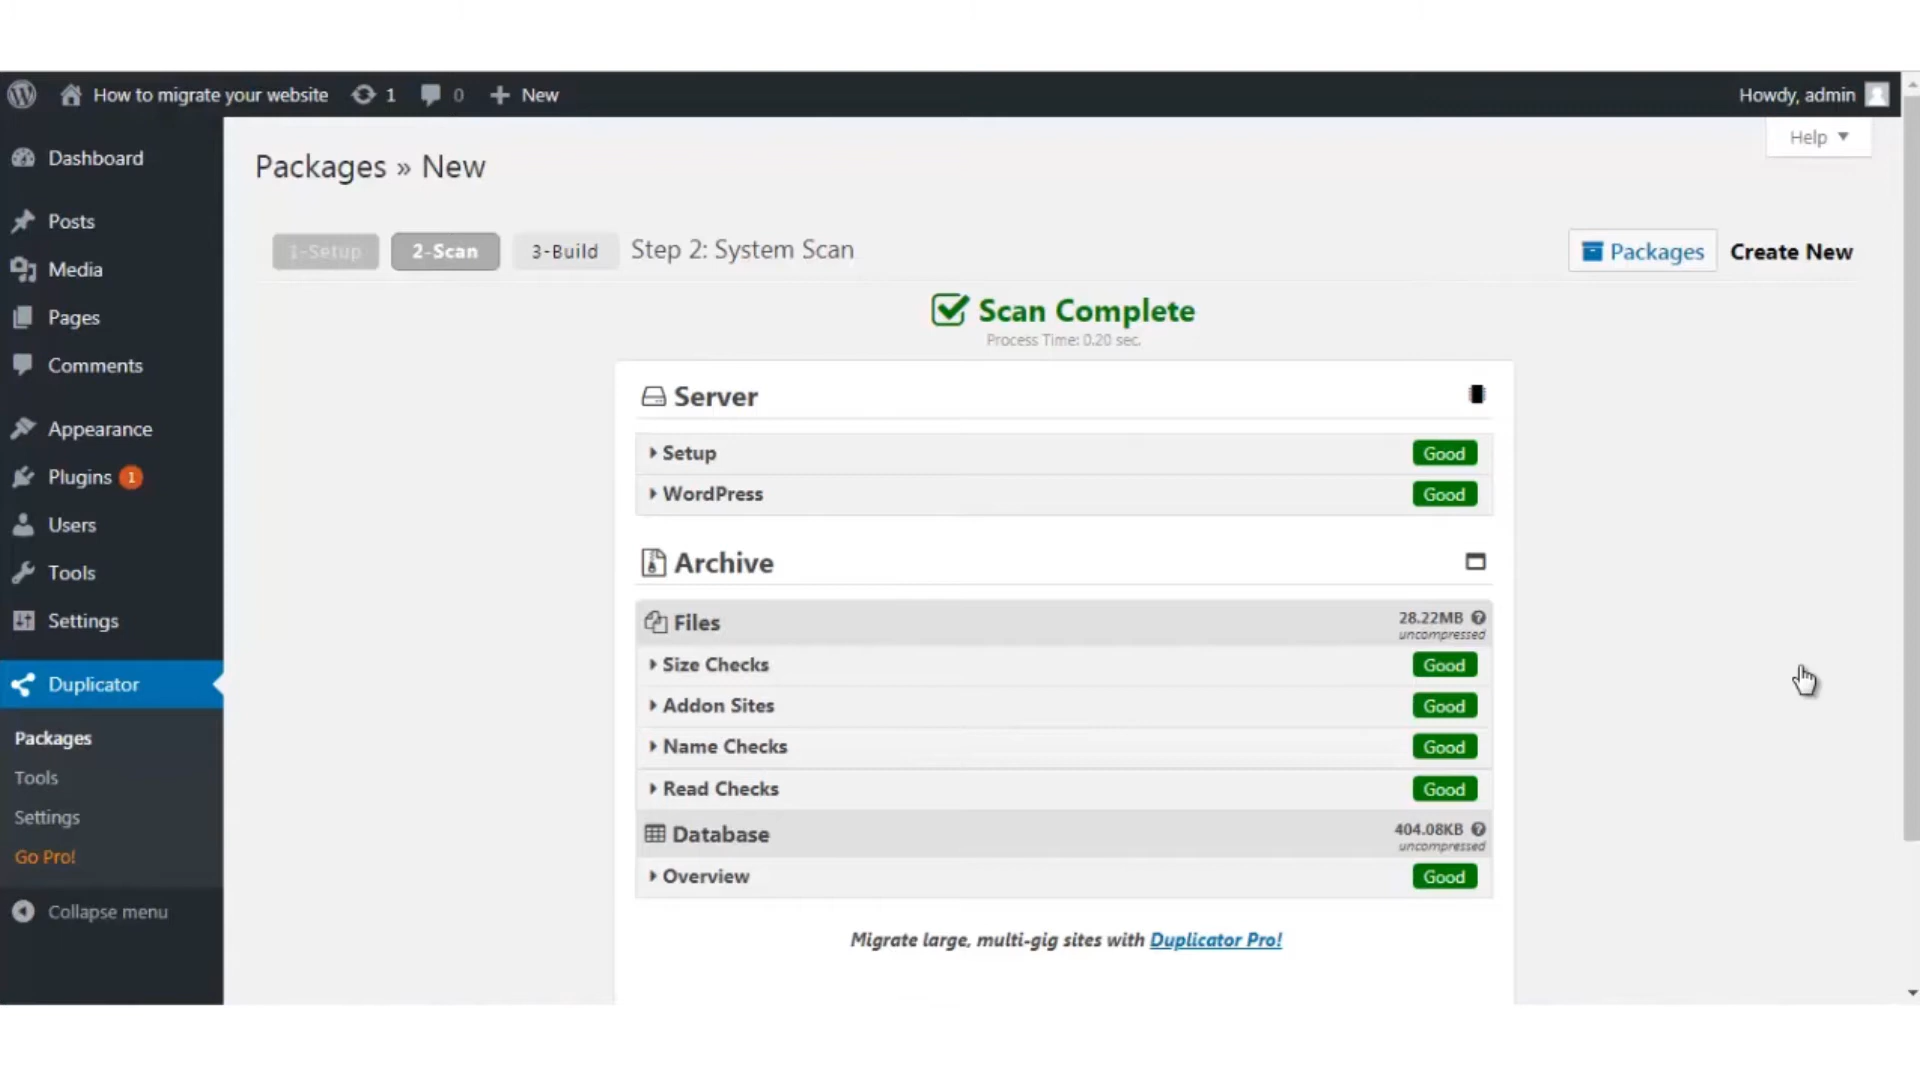 How to migrate your website 1 0 New Howdy, admin
Help
Dashboard
Posts
Media
Pages
Comments
Appearance
Plugins 1
Users
Tools
Settings
Duplicator
Packages
Tools
Settings
Go Pro!
Collapse menu
Packages » New
1-Setup 2-Scan 3-Build Step 2: System Scan Packages Create New
Scan Complete
Process Time: 0.20 sec.
Server
Setup Good
WordPress Good
Archive
Files 28.22MB
uncompressed
Size Checks Good
Addon Sites Good
Name Checks Good
Read Checks Good
Database 404.08KB
uncompressed
Overview Good
Migrate large, multi-gig sites with Duplicator Pro!